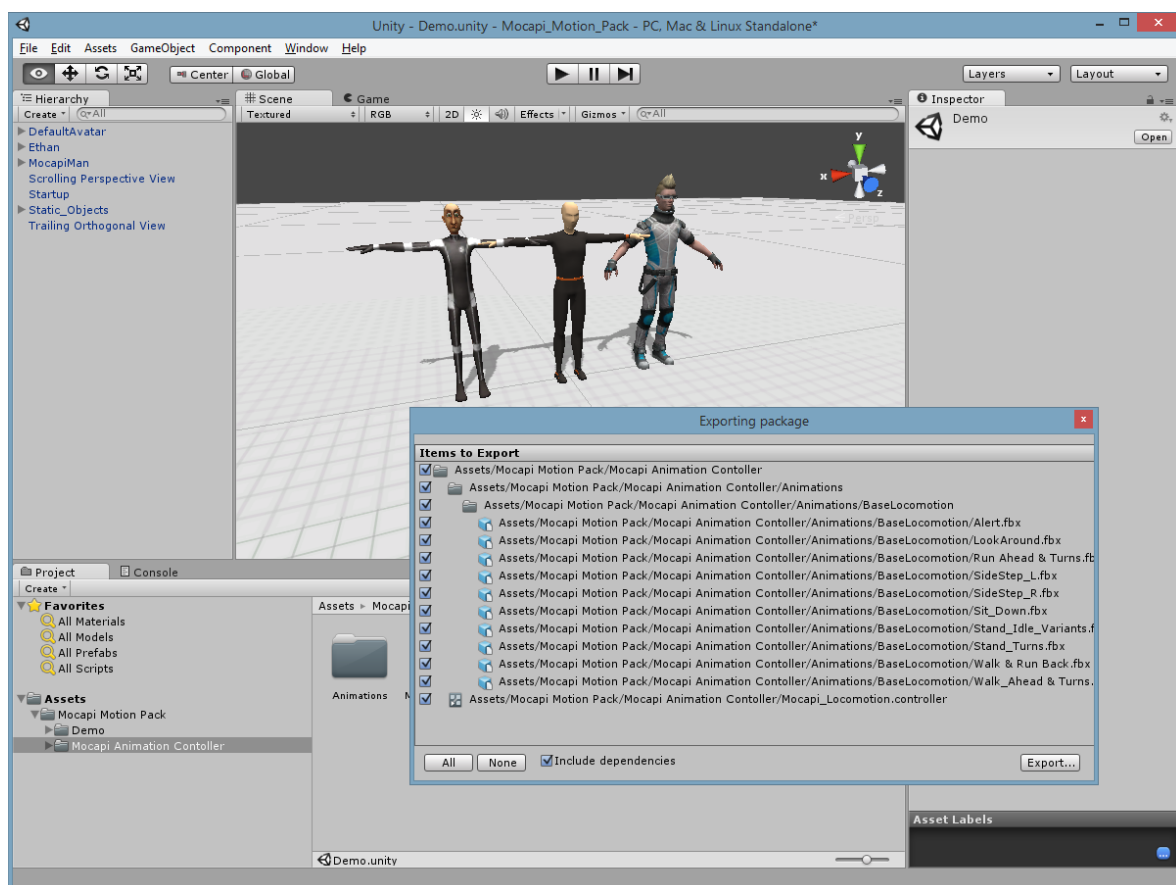 Unity - Demo.unity - Mocapi_Motion_Pack - PC, Mac & Linux Standalone*
File Edit Assets GameObject Component Window Help
Center Global Layers Layout
Hierarchy
Create All
DefaultAvatar
Ethan
MocapiMan
Scrolling Perspective View
Startup
Static_Objects
Trailing Orthogonal View
Scene Game
Textured RGB 2D Effects Gizmos All
y
x
z
Persp
Inspector
Demo
Open
Exporting package
Items to Export
Assets/Mocapi Motion Pack/Mocapi Animation Contoller
Assets/Mocapi Motion Pack/Mocapi Animation Contoller/Animations
Assets/Mocapi Motion Pack/Mocapi Animation Contoller/Animations/BaseLocomotion
Assets/Mocapi Motion Pack/Mocapi Animation Contoller/Animations/BaseLocomotion/Alert.fbx
Assets/Mocapi Motion Pack/Mocapi Animation Contoller/Animations/BaseLocomotion/LookAround.fbx
Assets/Mocapi Motion Pack/Mocapi Animation Contoller/Animations/BaseLocomotion/Run Ahead & Turns.fb
Assets/Mocapi Motion Pack/Mocapi Animation Contoller/Animations/BaseLocomotion/SideStep_L.fbx
Assets/Mocapi Motion Pack/Mocapi Animation Contoller/Animations/BaseLocomotion/SideStep_R.fbx
Assets/Mocapi Motion Pack/Mocapi Animation Contoller/Animations/BaseLocomotion/Sit_Down.fbx
Assets/Mocapi Motion Pack/Mocapi Animation Contoller/Animations/BaseLocomotion/Stand_Idle_Variants.f
Assets/Mocapi Motion Pack/Mocapi Animation Contoller/Animations/BaseLocomotion/Stand_Turns.fbx
Assets/Mocapi Motion Pack/Mocapi Animation Contoller/Animations/BaseLocomotion/Walk & Run Back.fbx
Assets/Mocapi Motion Pack/Mocapi Animation Contoller/Animations/BaseLocomotion/Walk_Ahead & Turns.
Assets/Mocapi Motion Pack/Mocapi Animation Contoller/Mocapi_Locomotion.controller
All None Include dependencies Export...
Project Console
Create
Favorites
All Materials
All Models
All Prefabs
All Scripts
Assets
Mocapi Motion Pack
Demo
Mocapi Animation Contoller
Assets Mocapi
Animations M
Demo.unity
Asset Labels